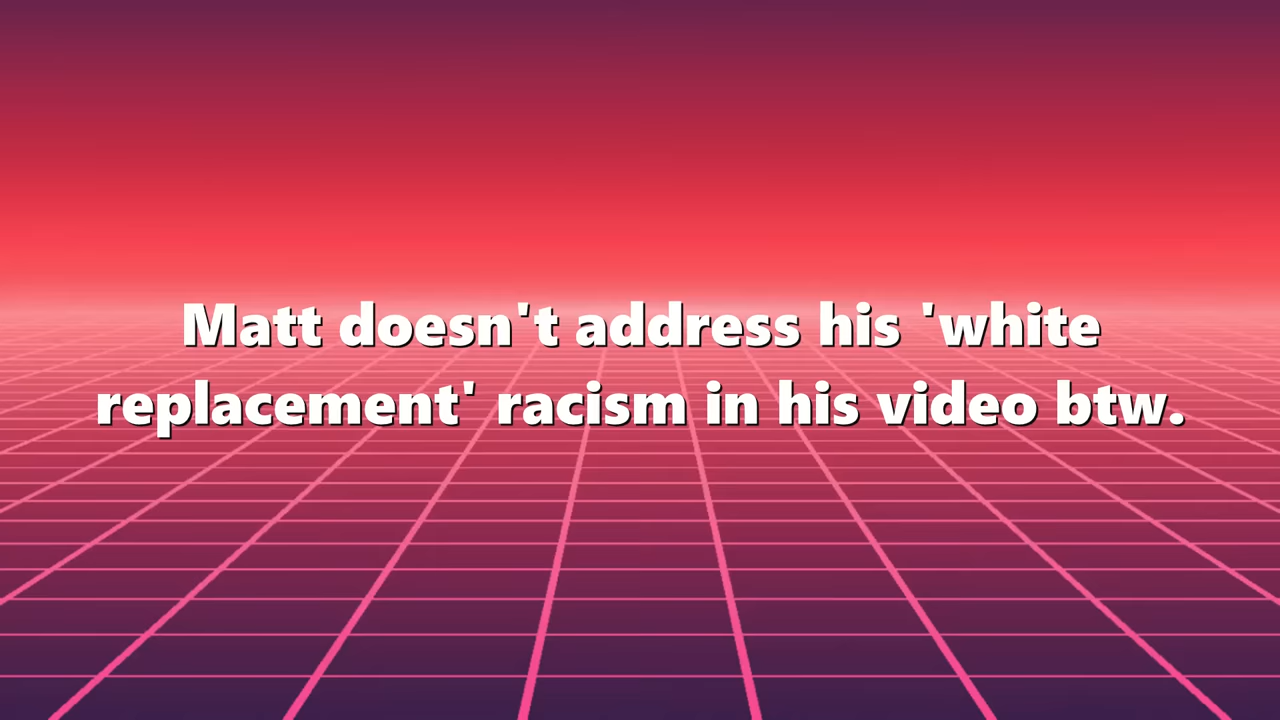 Matt doesn't address his 'white
replacement' racism in his video btw.